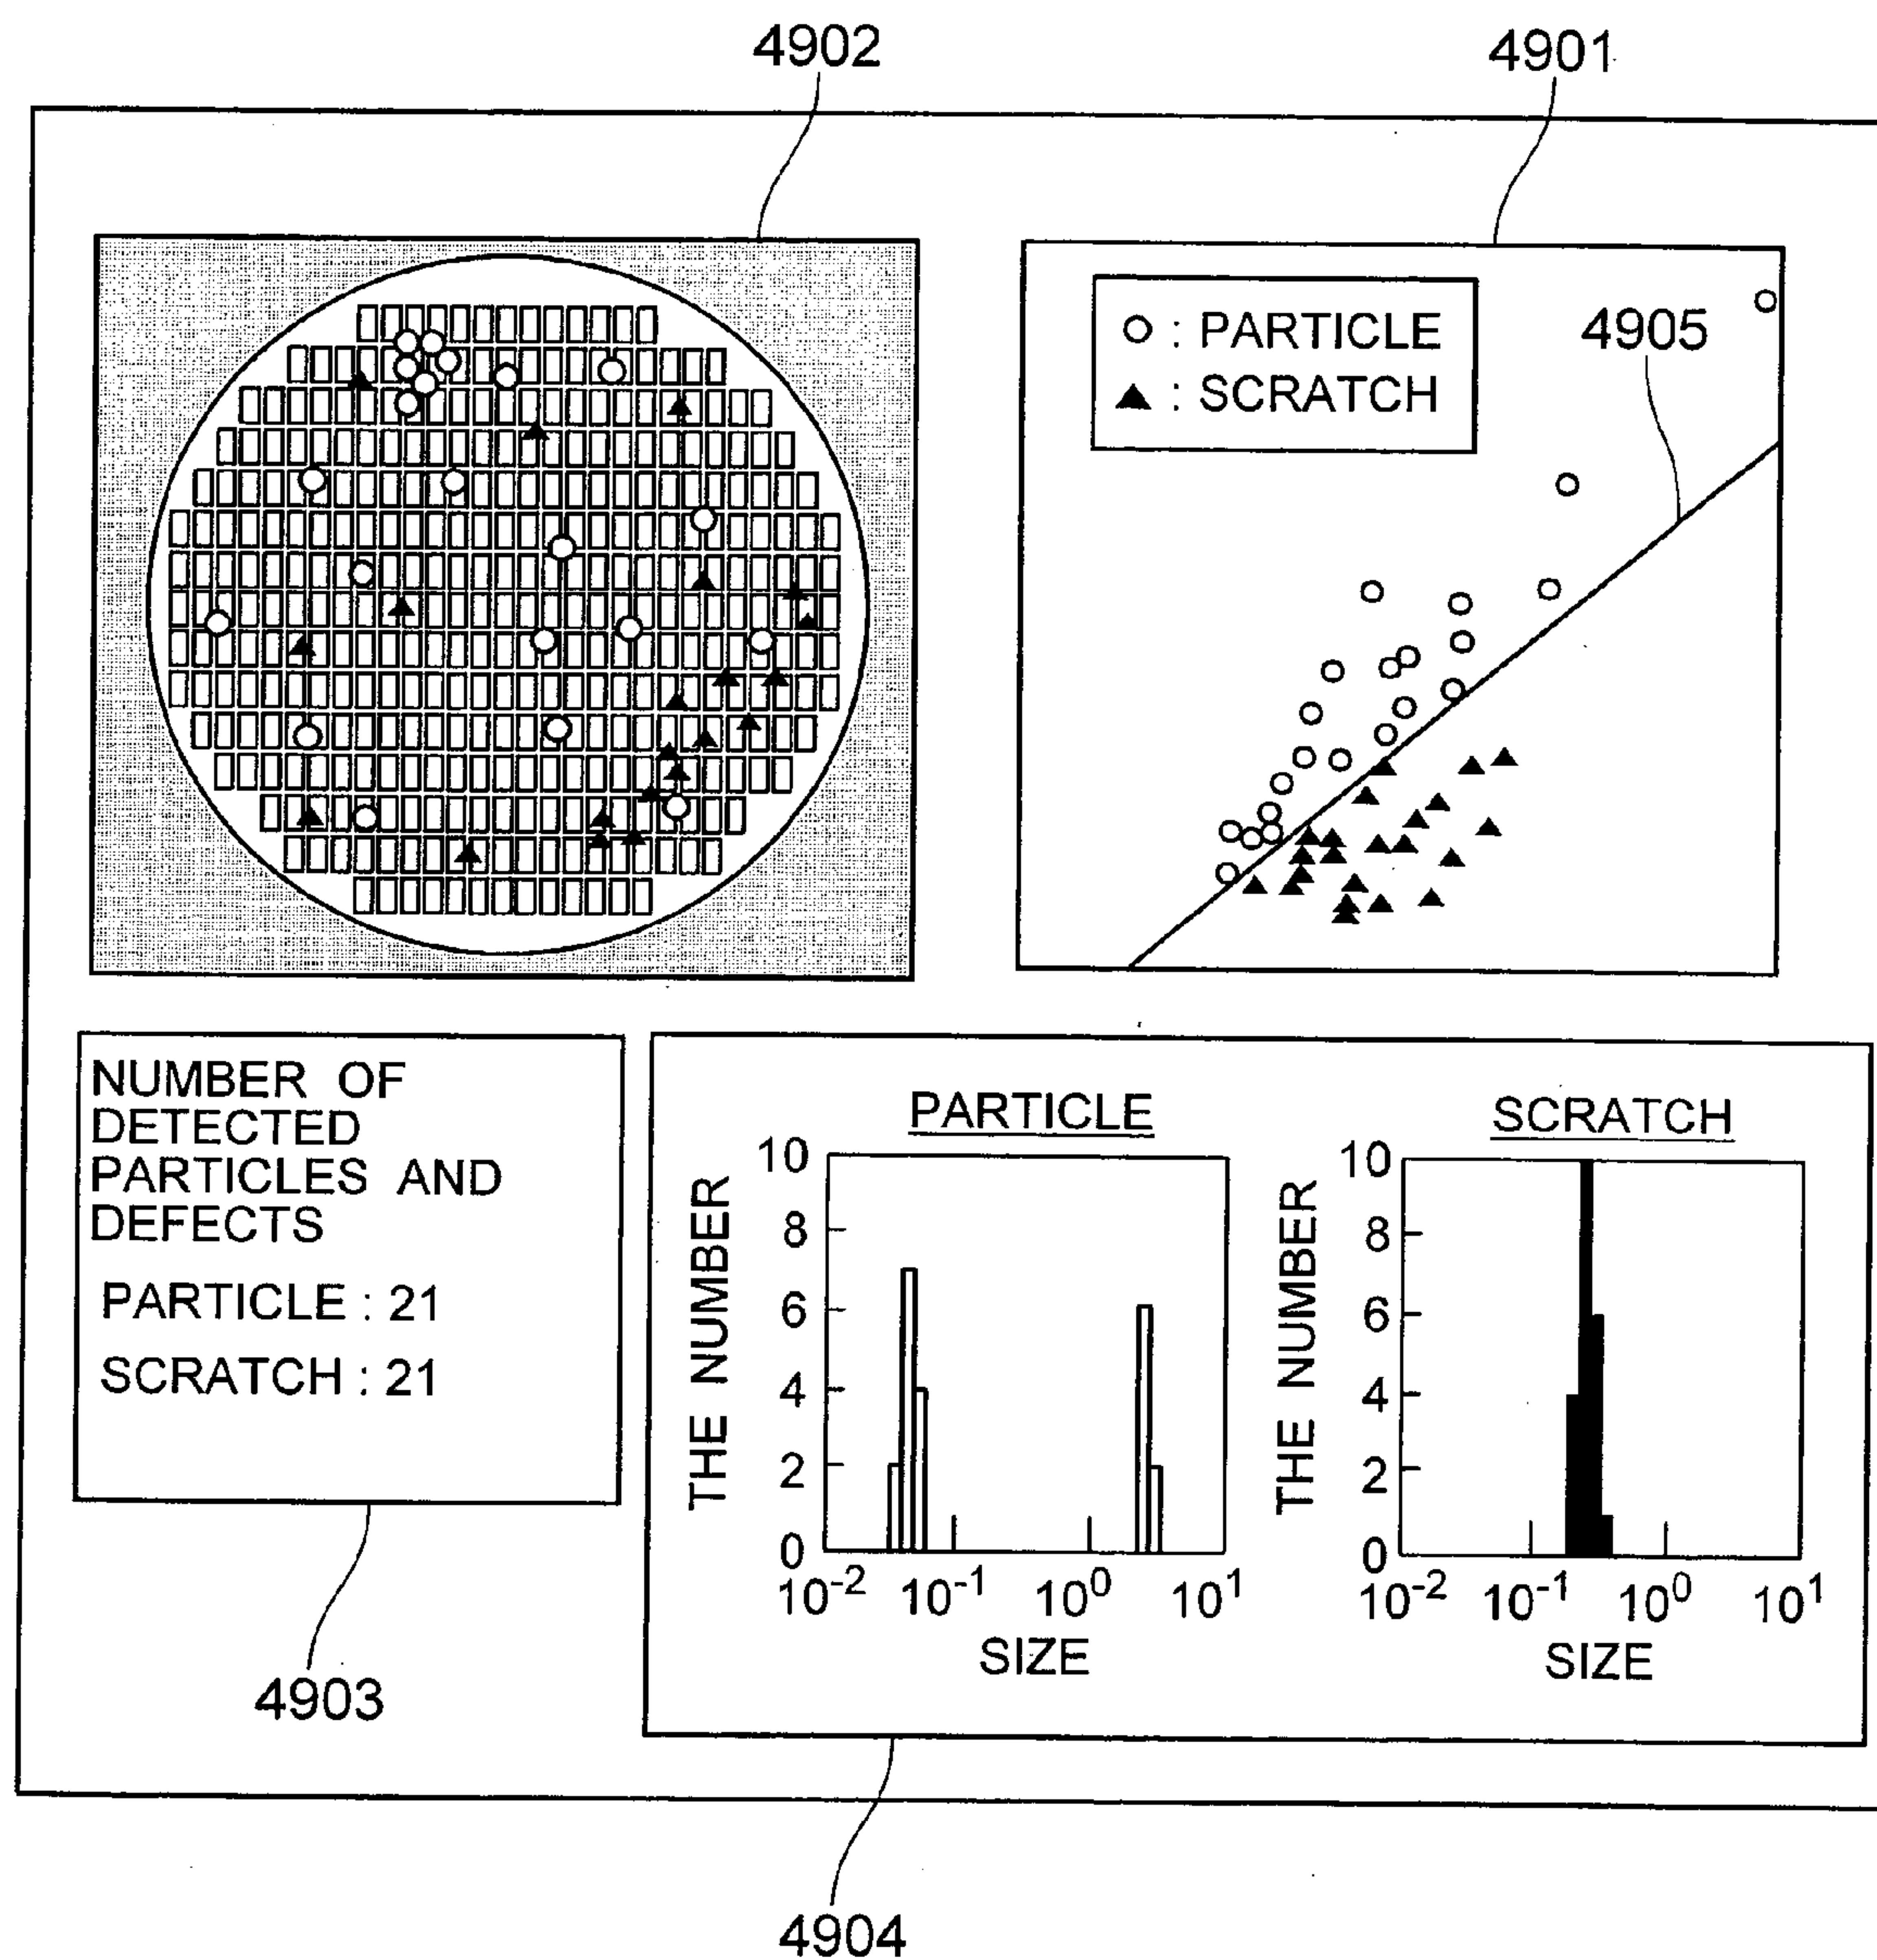 4902
4901
○ : PARTICLE
▲ : SCRATCH
4905
NUMBER OF
DETECTED
PARTICLES AND
DEFECTS
PARTICLE : 21
SCRATCH : 21
4903
PARTICLE
THE NUMBER
10
8
6
4
2
0
10⁻² 10⁻¹ 10⁰ 10¹
SIZE
SCRATCH
THE NUMBER
10
8
6
4
2
0
10⁻² 10⁻¹ 10⁰ 10¹
SIZE
4904